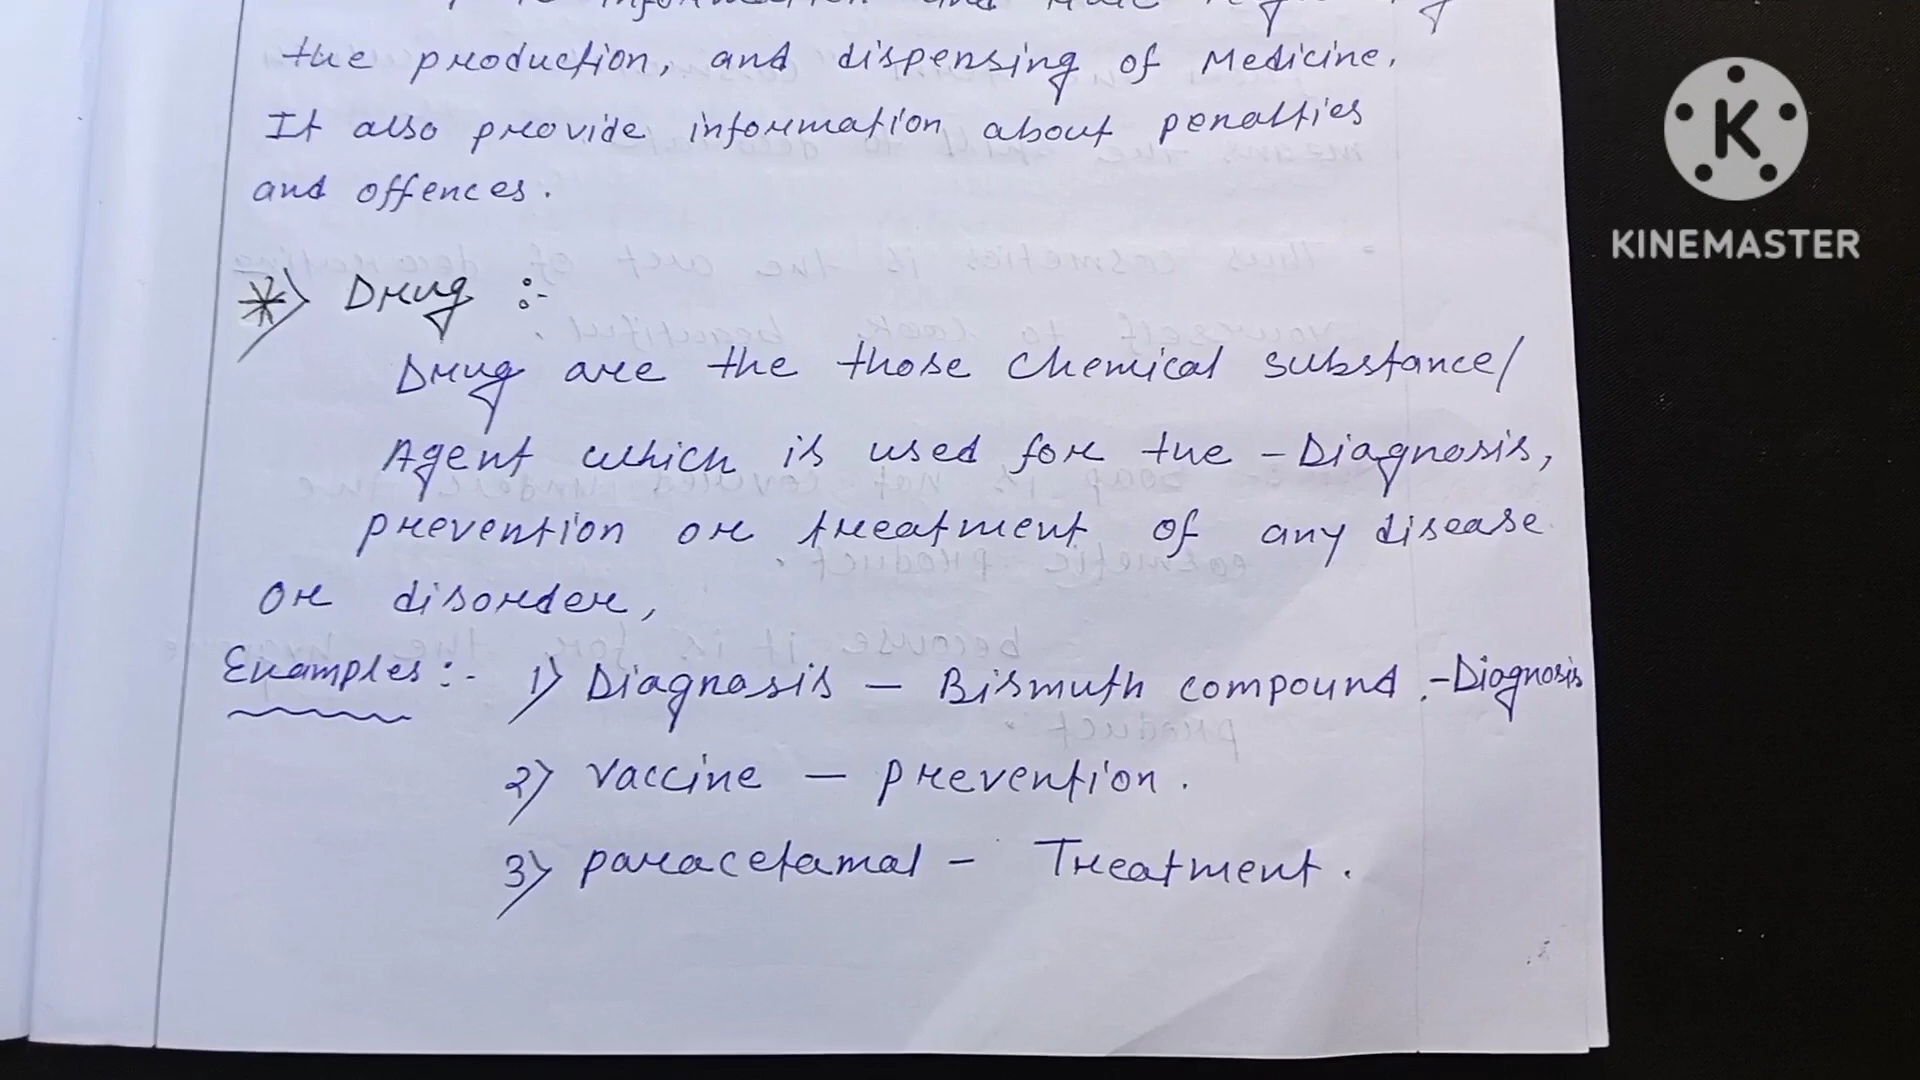 the production, and dispensing of Medicine.
It also provide information about penalties
and offences.
*) Drug :-
Drug are the those chemical substance/
Agent which is used for the - Diagnosis,
prevention or treatment of any disease
or disorder,
Examples :- 1) Diagnosis - Bismuth compound. - Diagnosis
2) vaccine - prevention.
3) paracetamal - Treatment.
K
KINEMASTER